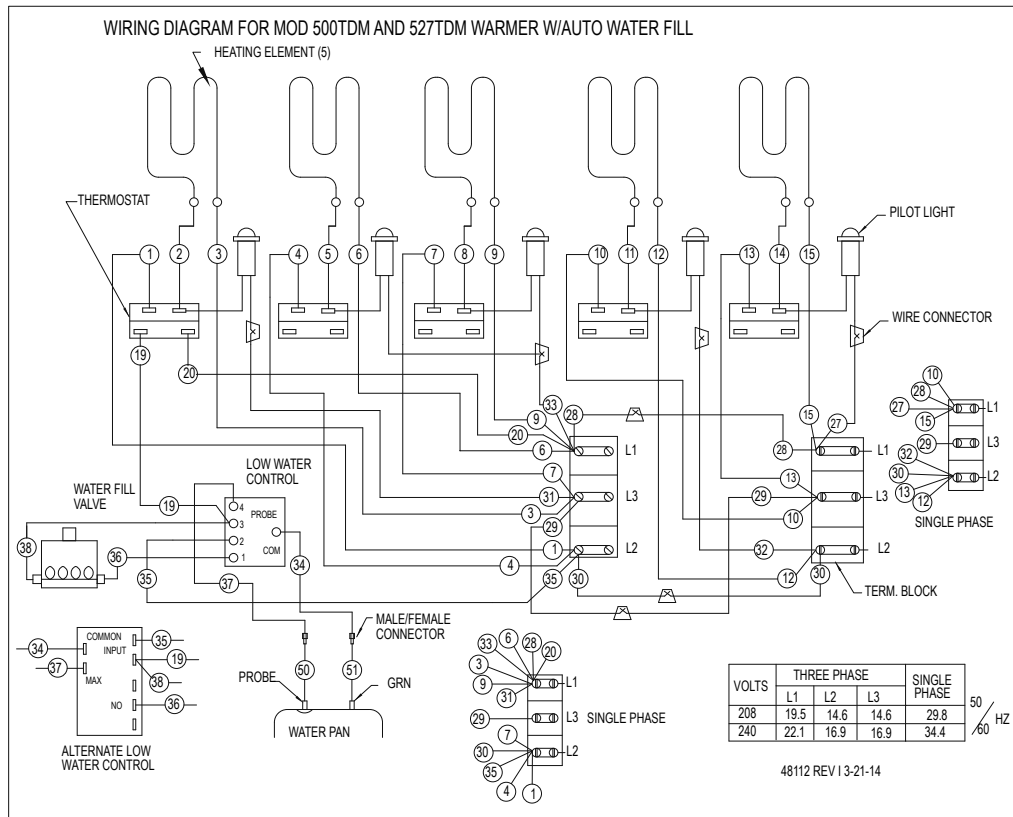 WIRING DIAGRAM FOR MOD 500TDM AND 527TDM WARMER W/AUTO WATER FILL
HEATING ELEMENT (5)
THERMOSTAT
PILOT LIGHT
1 2 3 4 5 6 7 8 9 10 11 12 13 14 15
WIRE CONNECTOR
19
20
33
28
9
20
6
L1
7
31
L3
3
29
1
L2
4
35
30
15
27
28
L1
13
29
L3
10
32
L2
12
30
TERM. BLOCK
10
28
27
L1
15
29
L3
32
30
L2
13
12
SINGLE PHASE
LOW WATER
CONTROL
WATER FILL
VALVE
4
19
PROBE
3
38
COM
2
36
1
35
37
34
MALE/FEMALE
CONNECTOR
50
51
PROBE
GRN
WATER PAN
COMMON
35
34
INPUT
19
37
MAX
38
NO
36
ALTERNATE LOW
WATER CONTROL
6
33
28
20
3
9
L1
31
29
L3
SINGLE PHASE
7
30
L2
35
4
1
VOLTS THREE PHASE SINGLE PHASE
L1 L2 L3
208 19.5 14.6 14.6 29.8
240 22.1 16.9 16.9 34.4
50/60 HZ
48112 REV I 3-21-14